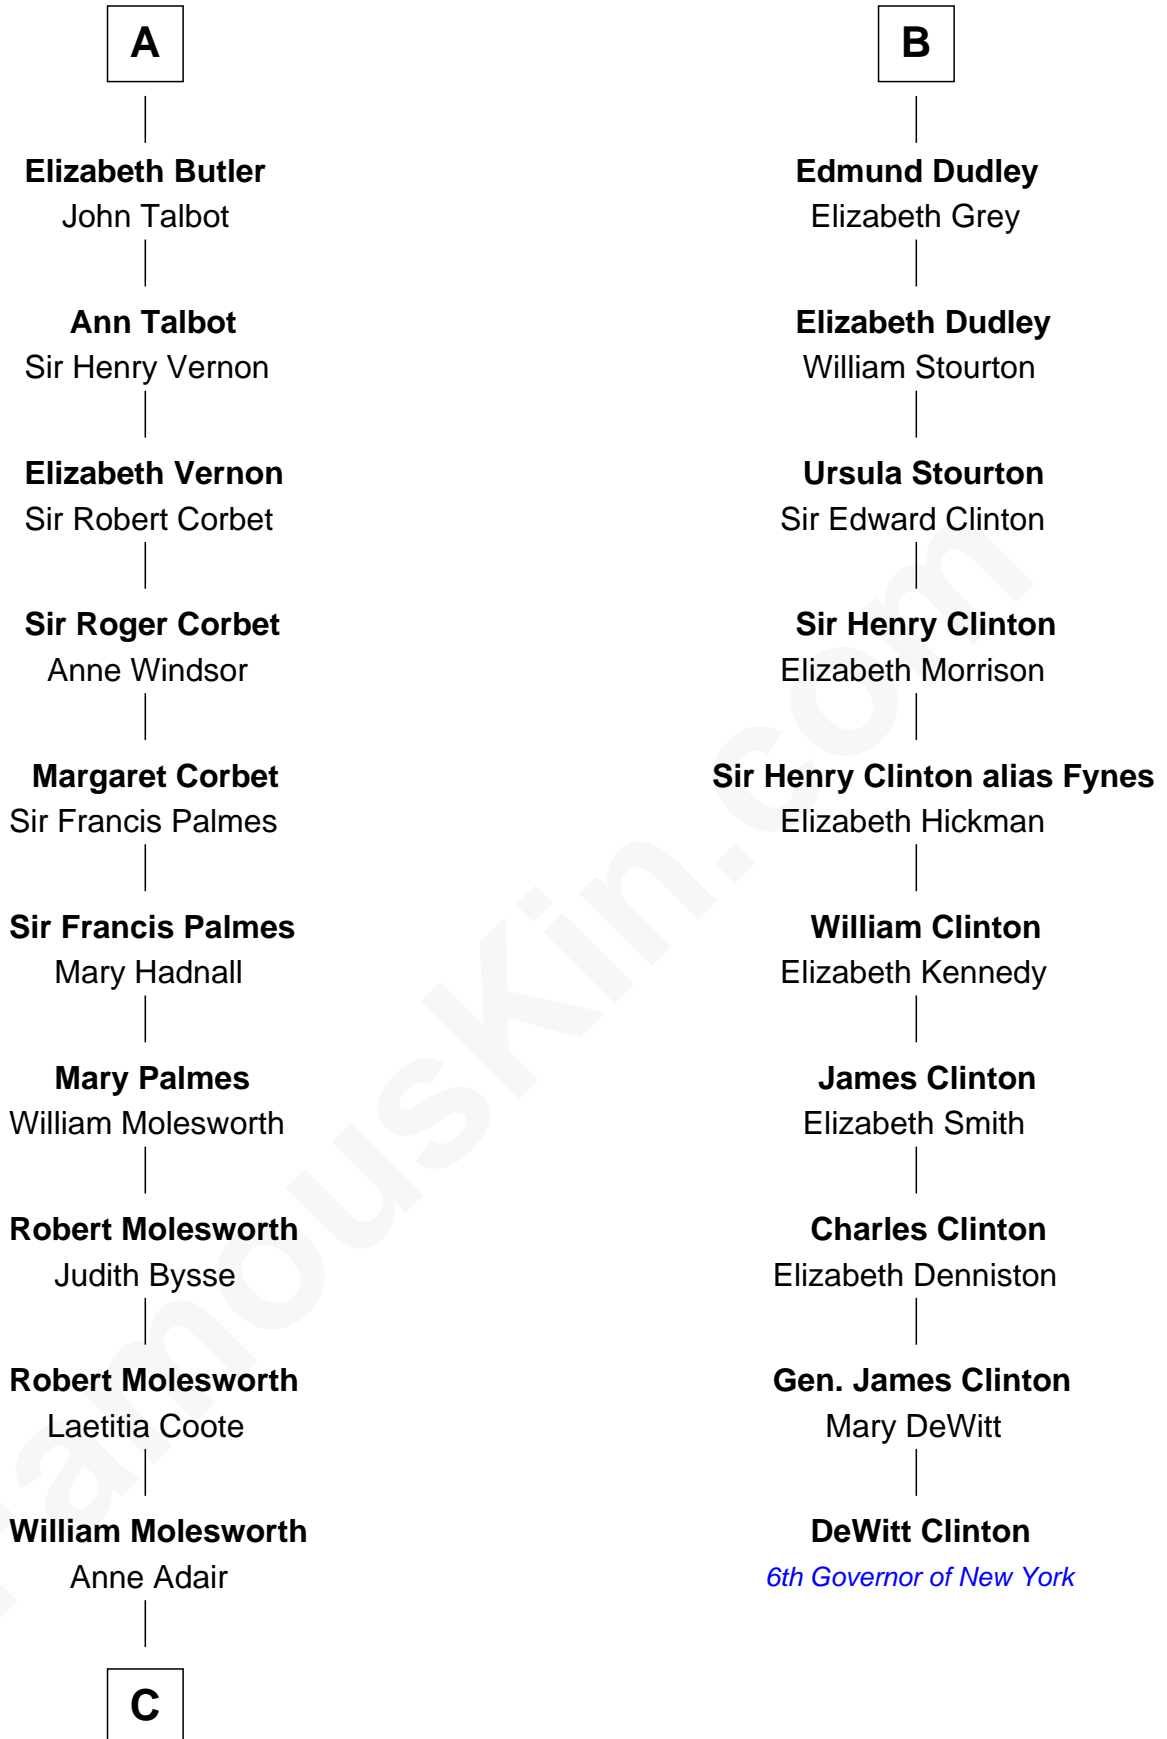 A
Elizabeth Butler
John Talbot
Ann Talbot
Sir Henry Vernon
Elizabeth Vernon
Sir Robert Corbet
Sir Roger Corbet
Anne Windsor
Margaret Corbet
Sir Francis Palmes
Sir Francis Palmes
Mary Hadnall
Mary Palmes
William Molesworth
Robert Molesworth
Judith Bysse
Robert Molesworth
Laetitia Coote
William Molesworth
Anne Adair
C
B
Edmund Dudley
Elizabeth Grey
Elizabeth Dudley
William Stourton
Ursula Stourton
Sir Edward Clinton
Sir Henry Clinton
Elizabeth Morrison
Sir Henry Clinton alias Fynes
Elizabeth Hickman
William Clinton
Elizabeth Kennedy
James Clinton
Elizabeth Smith
Charles Clinton
Elizabeth Denniston
Gen. James Clinton
Mary DeWitt
DeWitt Clinton
6th Governor of New York
FamousKin.com